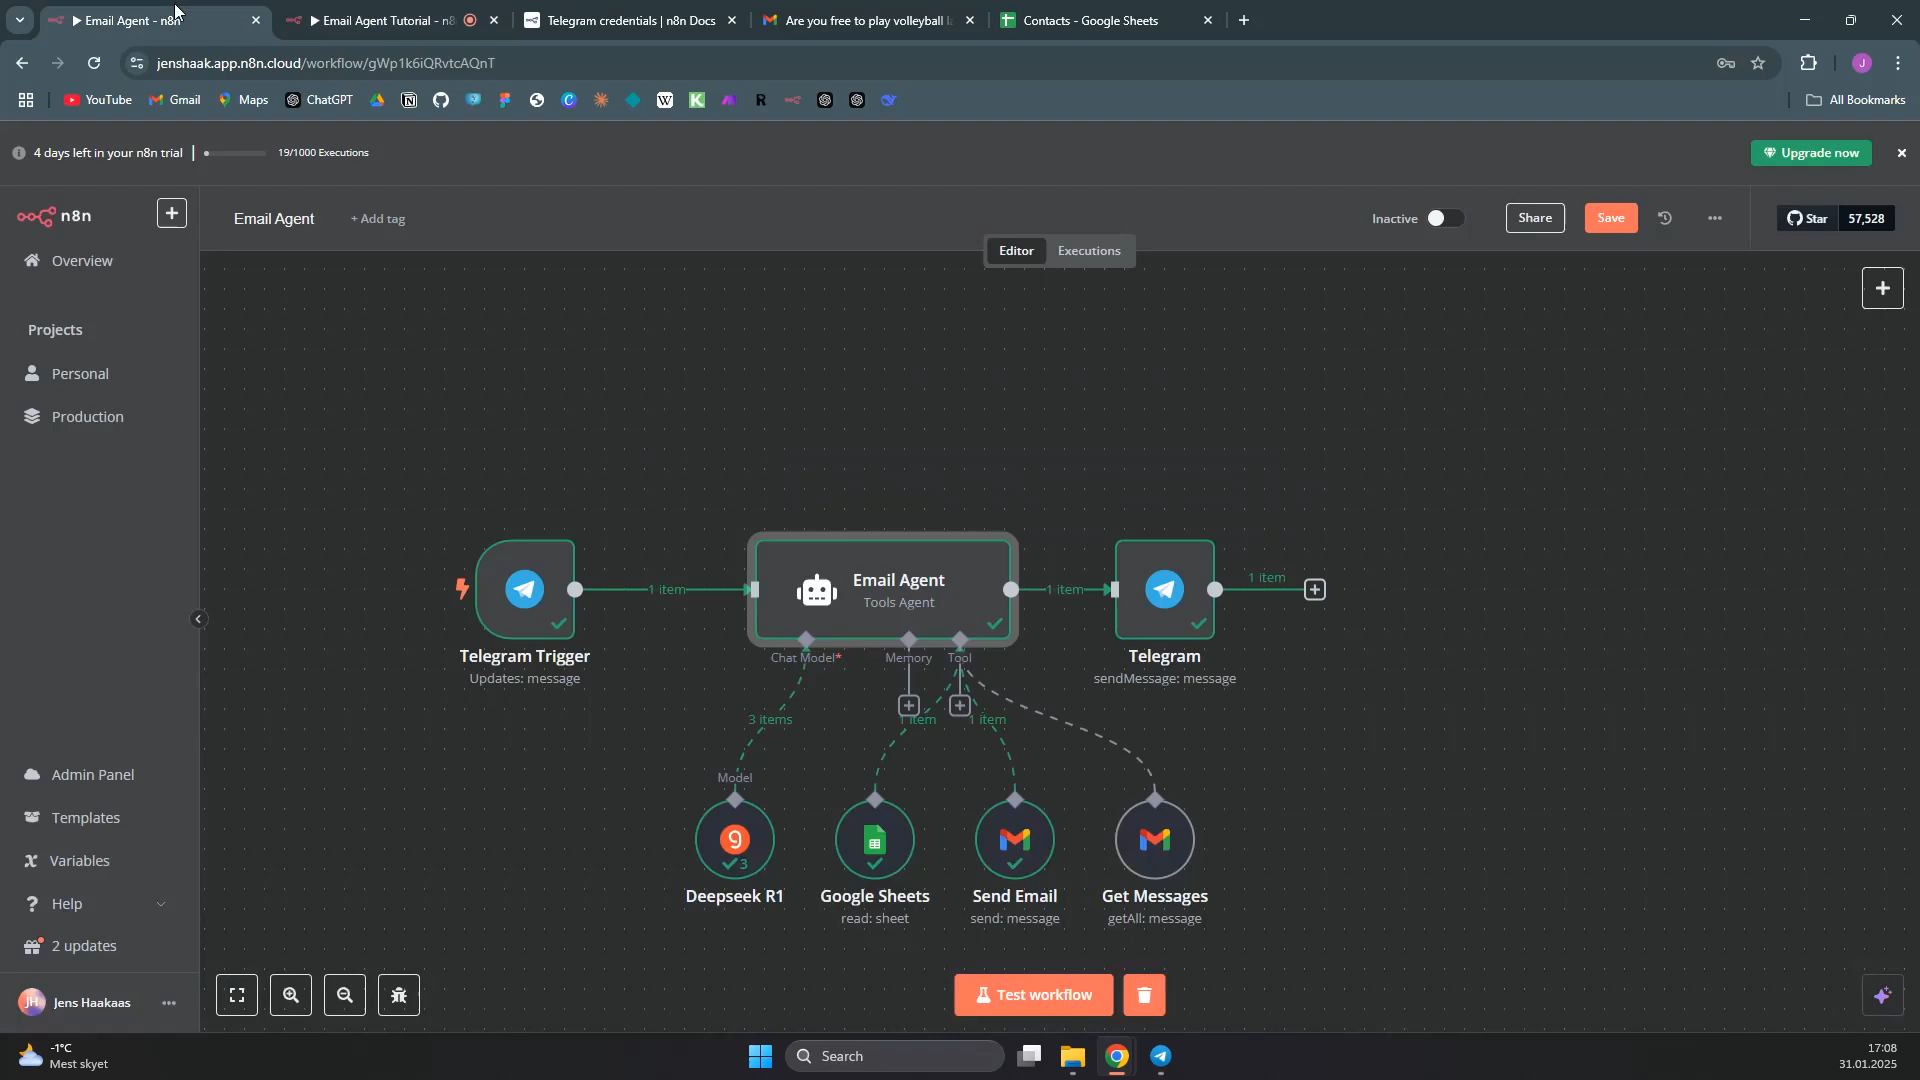 Email Agent - n8n
Email Agent Tutorial - n8
Telegram credentials | n8n Docs
Are you free to play volleyball l
Contacts - Google Sheets
jenshaak.app.n8n.cloud/workflow/gWp1k6iQRvtcAQnT
YouTube
Gmail
Maps
ChatGPT
All Bookmarks
4 days left in your n8n trial
19/1000 Executions
Upgrade now
n8n
Email Agent
+ Add tag
Inactive
Share
Save
Star
57,528
Editor
Executions
Overview
Projects
Personal
Production
1 item
Email Agent
Tools Agent
1 item
1 item
Telegram Trigger
Updates: message
Chat Model*
Memory
Tool
Telegram
sendMessage: message
3 items
1 item
1 item
Model
3
Deepseek R1
Google Sheets
read: sheet
Send Email
send: message
Get Messages
getAll: message
Admin Panel
Templates
Variables
Help
2 updates
JH
Jens Haakaas
Test workflow
-1°C
Mest skyet
Search
17:08
31.01.2025